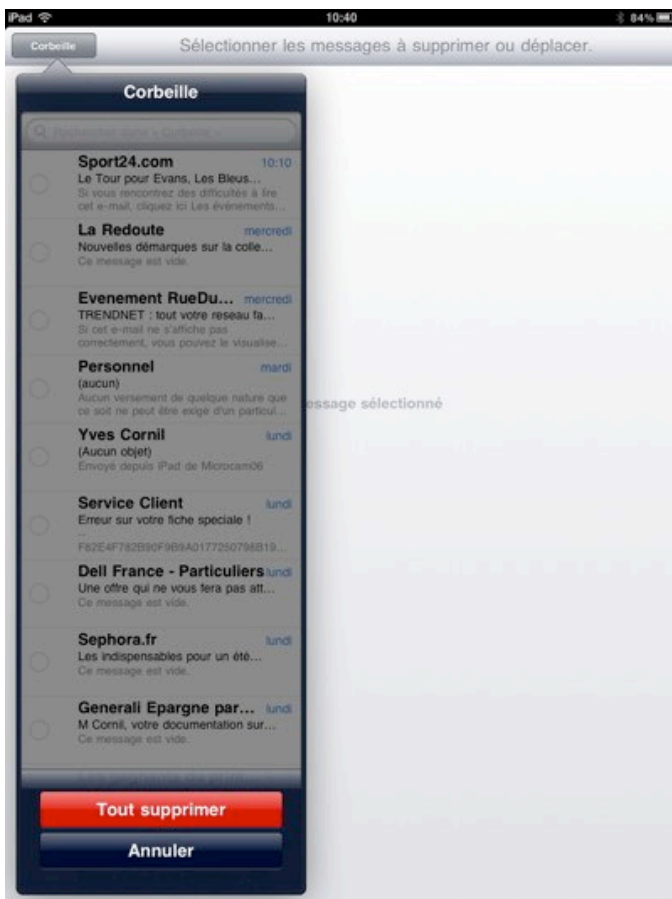 iPad
10:40
84%
Corbeille
Sélectionner les messages à supprimer ou déplacer.
Corbeille
Rechercher dans « Corbeille »
Sport24.com 10:10
Le Tour pour Evans, Les Bleus…
Si vous rencontrez des difficultés à lire
cet e-mail, cliquez ici Les événements…
La Redoute mercredi
Nouvelles démarques sur la colle…
Ce message est vide.
Evenement RueDu… mercredi
TRENDNET : tout votre reseau fa…
Si cet e-mail ne s'affiche pas
correctement, vous pouvez le visualise…
Personnel mardi
(aucun)
Aucun versement de quelque nature que
ce soit ne peut être exigé d'un particul…
essage sélectionné
Yves Cornil lundi
(Aucun objet)
Envoyé depuis iPad de Microcam06
Service Client lundi
Erreur sur votre fiche speciale !
...
Dell France - Particuliers lundi
Une offre qui ne vous fera pas att…
Ce message est vide.
Sephora.fr lundi
Les indispensables pour un été…
Ce message est vide.
Generali Epargne par… lundi
M Cornil, votre documentation sur…
Ce message est vide.
Tout supprimer
Annuler